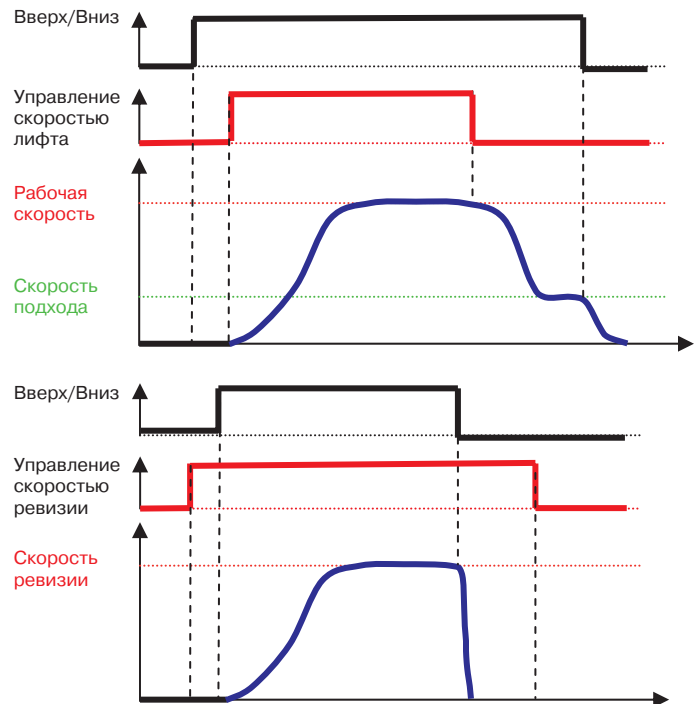 Вверх/Вниз
Управление
скоростью
лифта
Рабочая
скорость
Скорость
подхода
Вверх/Вниз
Управление
скоростью
ревизии
Скорость
ревизии